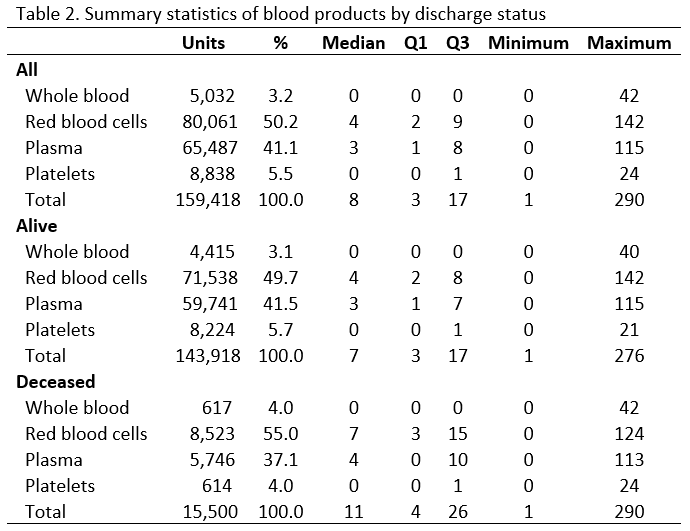 Table 2. Summary statistics of blood products by discharge status
Units % Median Q1 Q3 Minimum Maximum
All
Whole blood 5,032 3.2 0 0 0 0 42
Red blood cells 80,061 50.2 4 2 9 0 142
Plasma 65,487 41.1 3 1 8 0 115
Platelets 8,838 5.5 0 0 1 0 24
Total 159,418 100.0 8 3 17 1 290
Alive
Whole blood 4,415 3.1 0 0 0 0 40
Red blood cells 71,538 49.7 4 2 8 0 142
Plasma 59,741 41.5 3 1 7 0 115
Platelets 8,224 5.7 0 0 1 0 21
Total 143,918 100.0 7 3 17 1 276
Deceased
Whole blood 617 4.0 0 0 0 0 42
Red blood cells 8,523 55.0 7 3 15 0 124
Plasma 5,746 37.1 4 0 10 0 113
Platelets 614 4.0 0 0 1 0 24
Total 15,500 100.0 11 4 26 1 290